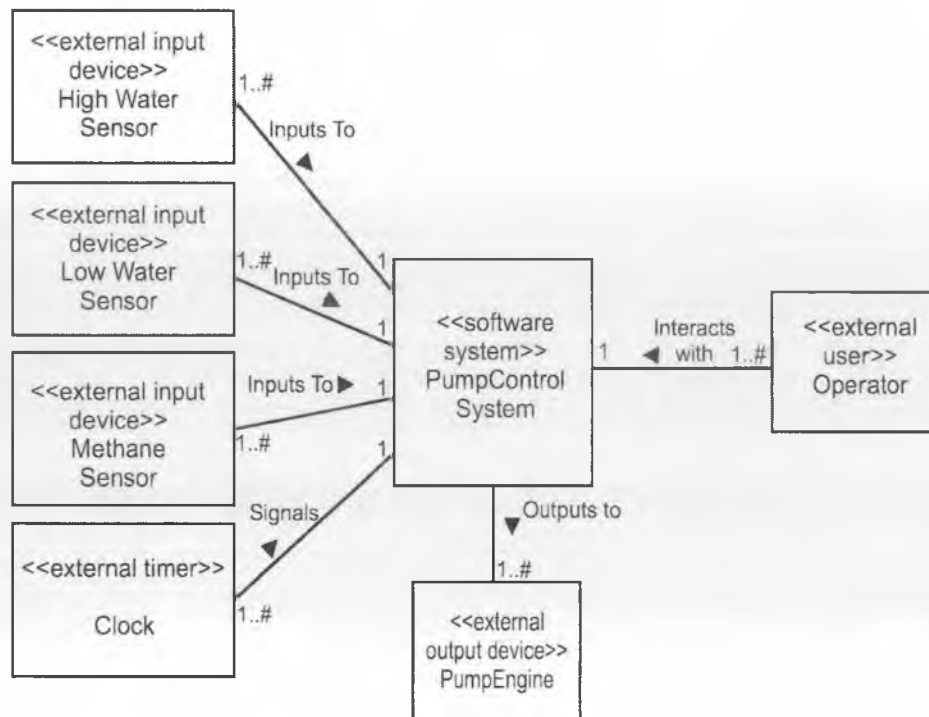 <<external input
device>>
High Water
Sensor
1..#
Inputs To
1
<<external input
device>>
Low Water
Sensor
1..#
Inputs To
1
<<external input
device>>
Methane
Sensor
1..#
Inputs To
1
<<external timer>>
Clock
1..#
Signals
1
<<software
system>>
PumpControl
System
1
Interacts
with
1..#
<<external
user>>
Operator
Outputs to
1..#
<<external
output device>>
PumpEngine